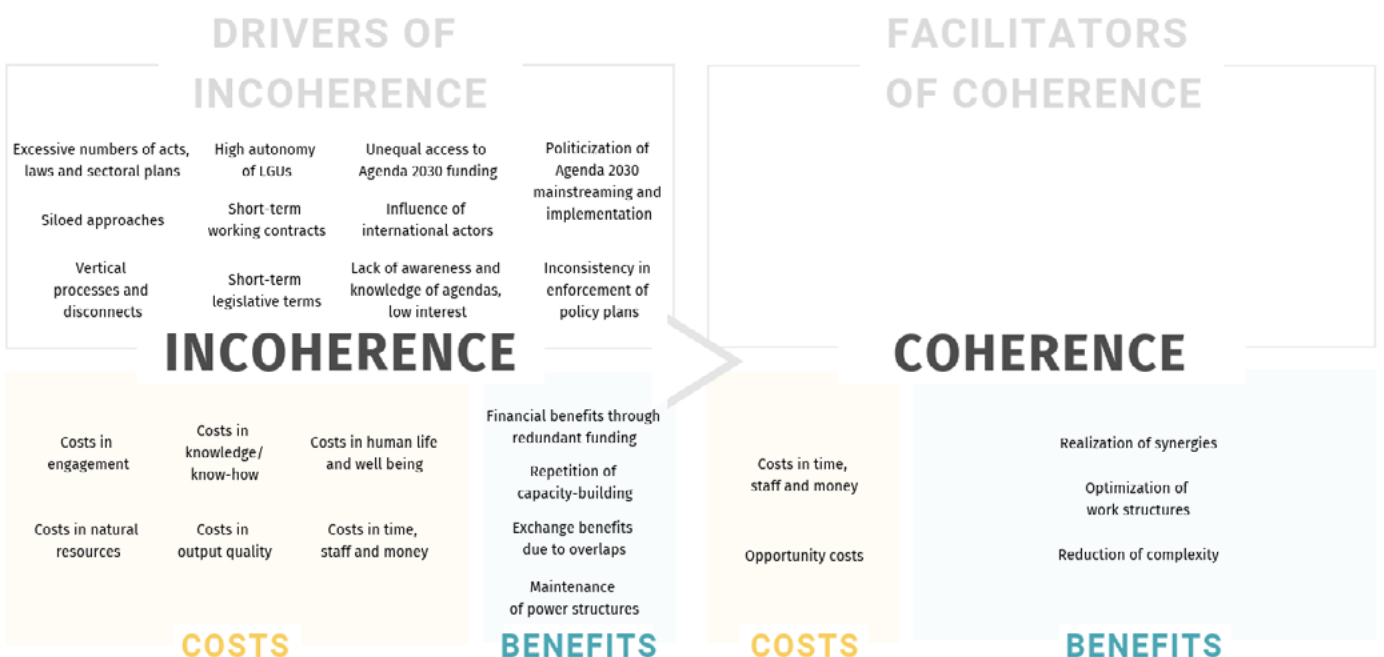 DRIVERS OF
INCOHERENCE
Excessive numbers of acts,
laws and sectoral plans
High autonomy
of LGUs
Unequal access to
Agenda 2030 funding
Politicization of
Agenda 2030
mainstreaming and
implementation
Siloed approaches
Short-term
working contracts
Influence of
international actors
Vertical
processes and
disconnects
Short-term
legislative terms
Lack of awareness and
knowledge of agendas,
low interest
Inconsistency in
enforcement of
policy plans
INCOHERENCE
Costs in
engagement
Costs in
knowledge/
know-how
Costs in human life
and well being
Costs in natural
resources
Costs in
output quality
Costs in time,
staff and money
COSTS
Financial benefits through
redundant funding
Repetition of
capacity-building
Exchange benefits
due to overlaps
Maintenance
of power structures
BENEFITS
FACILITATORS
OF COHERENCE
COHERENCE
Costs in time,
staff and money
Opportunity costs
COSTS
Realization of synergies
Optimization of
work structures
Reduction of complexity
BENEFITS